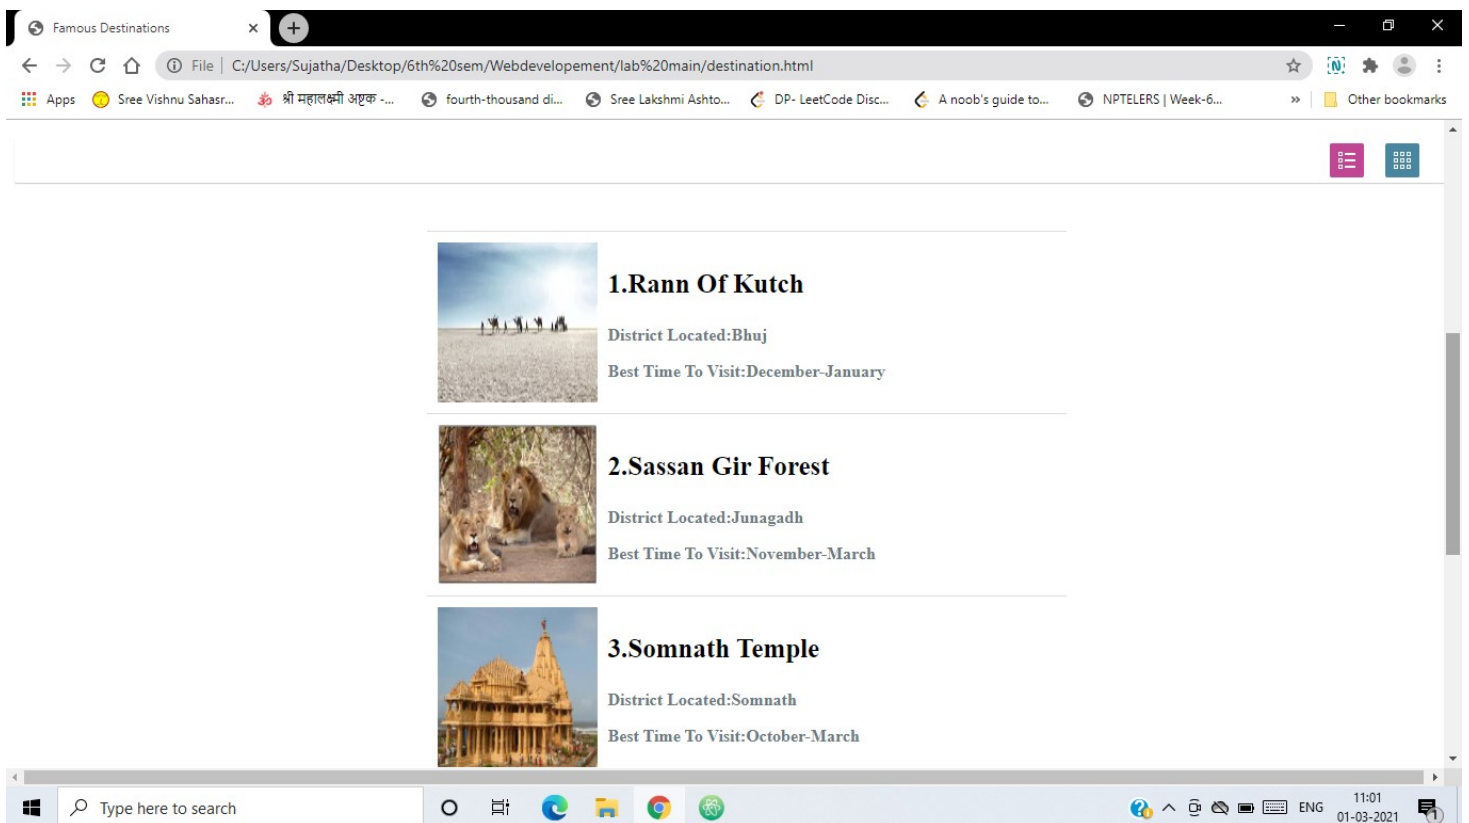 Famous Destinations
File | C:/Users/Sujatha/Desktop/6th%20sem/Webdevelopement/lab%20main/destination.html
Apps Sree Vishnu Sahasr... श्री महालक्ष्मी अष्टक -... fourth-thousand di... Sree Lakshmi Ashto... DP- LeetCode Disc... A noob's guide to... NPTELERS | Week-6... » Other bookmarks
1.Rann Of Kutch
District Located:Bhuj
Best Time To Visit:December-January
2.Sassan Gir Forest
District Located:Junagadh
Best Time To Visit:November-March
3.Somnath Temple
District Located:Somnath
Best Time To Visit:October-March
Type here to search
ENG
11:01
01-03-2021
1